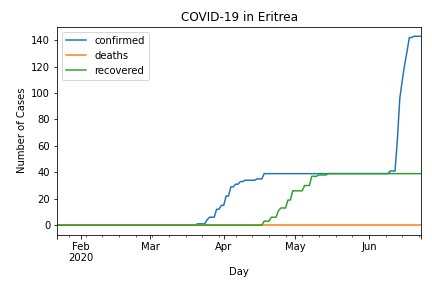 COVID-19 in Eritrea
confirmed
deaths
recovered
Number of Cases
140
120
100
80
60
40
20
0
Feb
2020
Mar
Apr
May
Jun
Day